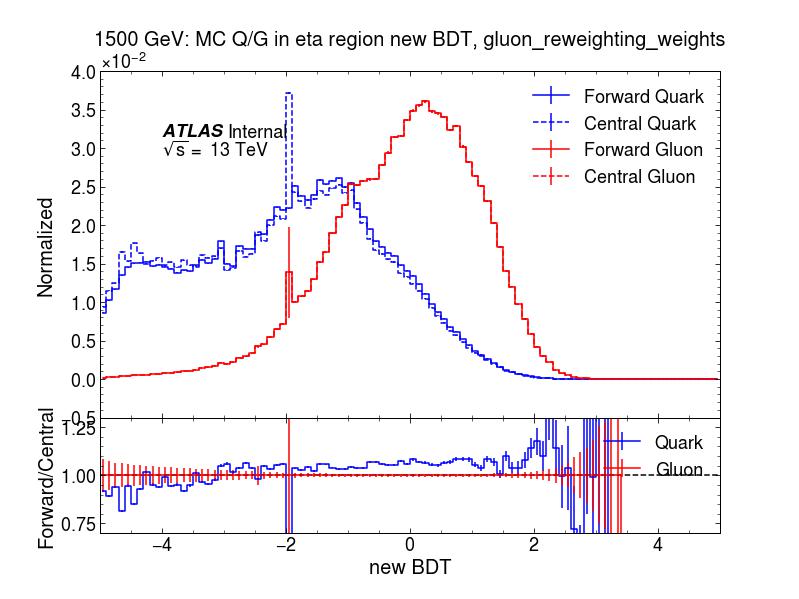 1500 GeV: MC Q/G in eta region new BDT, gluon_reweighting_weights
×10⁻²
4.0
3.5
3.0
2.5
2.0
1.5
1.0
0.5
0.0
−0.5
Normalized
ATLAS Internal
√s = 13 TeV
Forward Quark
Central Quark
Forward Gluon
Central Gluon
1.25
1.00
0.75
Forward/Central
Quark
Gluon
−4 −2 0 2 4
new BDT